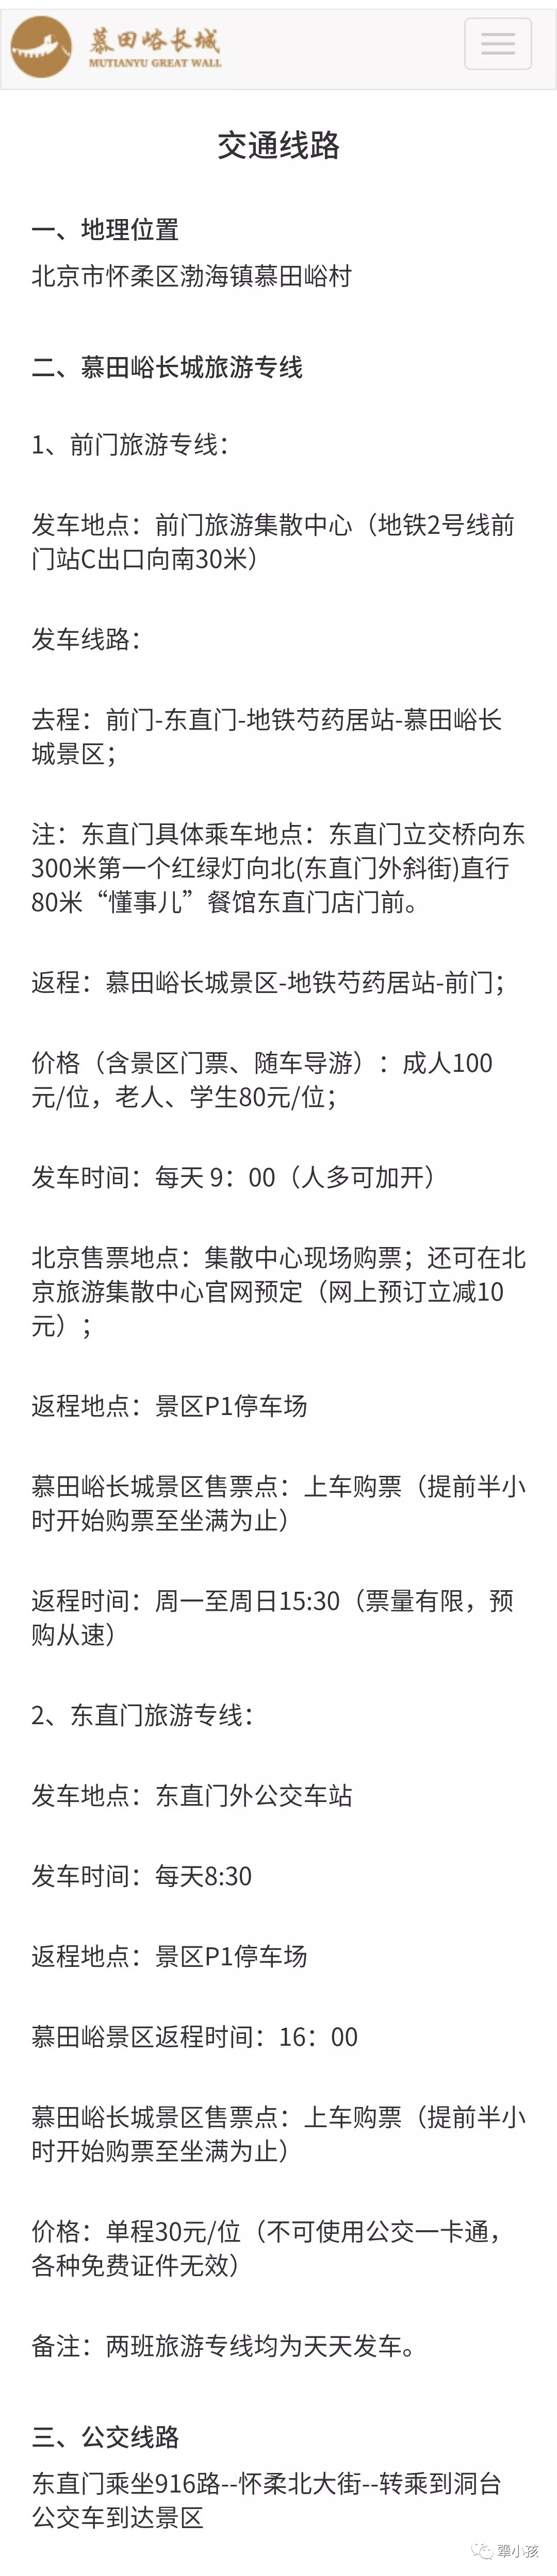 慕田峪长城
MUTIANYU GREAT WALL
交通线路
一、地理位置
北京市怀柔区渤海镇慕田峪村
二、慕田峪长城旅游专线
1、前门旅游专线：
发车地点：前门旅游集散中心（地铁2号线前
门站C出口向南30米）
发车线路：
去程：前门-东直门-地铁芍药居站-慕田峪长
城景区；
注：东直门具体乘车地点：东直门立交桥向东
300米第一个红绿灯向北(东直门外斜街)直行
80米“懂事儿”餐馆东直门店门前。
返程：慕田峪长城景区-地铁芍药居站-前门；
价格（含景区门票、随车导游）：成人100
元/位，老人、学生80元/位；
发车时间：每天 9：00（人多可加开）
北京售票地点：集散中心现场购票；还可在北
京旅游集散中心官网预定（网上预订立减10
元）；
返程地点：景区P1停车场
慕田峪长城景区售票点：上车购票（提前半小
时开始购票至坐满为止）
返程时间：周一至周日15:30（票量有限，预
购从速）
2、东直门旅游专线：
发车地点：东直门外公交车站
发车时间：每天8:30
返程地点：景区P1停车场
慕田峪景区返程时间：16：00
慕田峪长城景区售票点：上车购票（提前半小
时开始购票至坐满为止）
价格：单程30元/位（不可使用公交一卡通，
各种免费证件无效）
备注：两班旅游专线均为天天发车。
三、公交线路
东直门乘坐916路--怀柔北大街--转乘到洞台
公交车到达景区
犟小孩